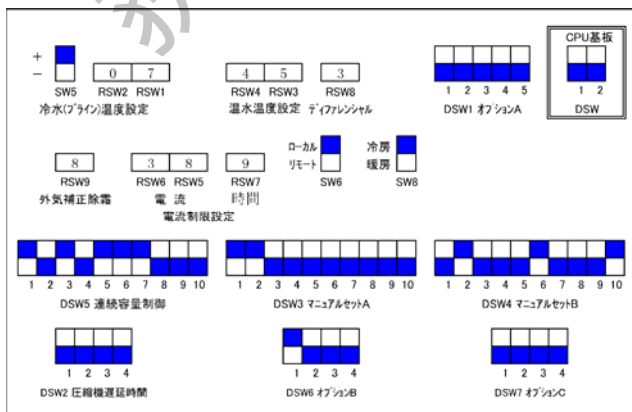 CPU基板
+
-
0 7
4 5
3
1 2 3 4 5
1 2
SW5
RSW2 RSW1
RSW4 RSW3
RSW8
冷水(ブライン)温度設定
温水温度設定
ディファレンシャル
DSW1 オプションA
DSW
ローカル
リモート
冷房
暖房
8
3 8
9
RSW9
RSW6 RSW5
RSW7
SW6
SW8
外気補正除霜
電 流
時間
電流制限設定
1 2 3 4 5 6 7 8 9 10
1 2 3 4 5 6 7 8 9 10
1 2 3 4 5 6 7 8 9 10
DSW5 連続容量制御
DSW3 マニュアルセットA
DSW4 マニュアルセットB
1 2 3 4
1 2 3 4
1 2 3 4
DSW2 圧縮機遅延時間
DSW6 オプションB
DSW7 オプションC